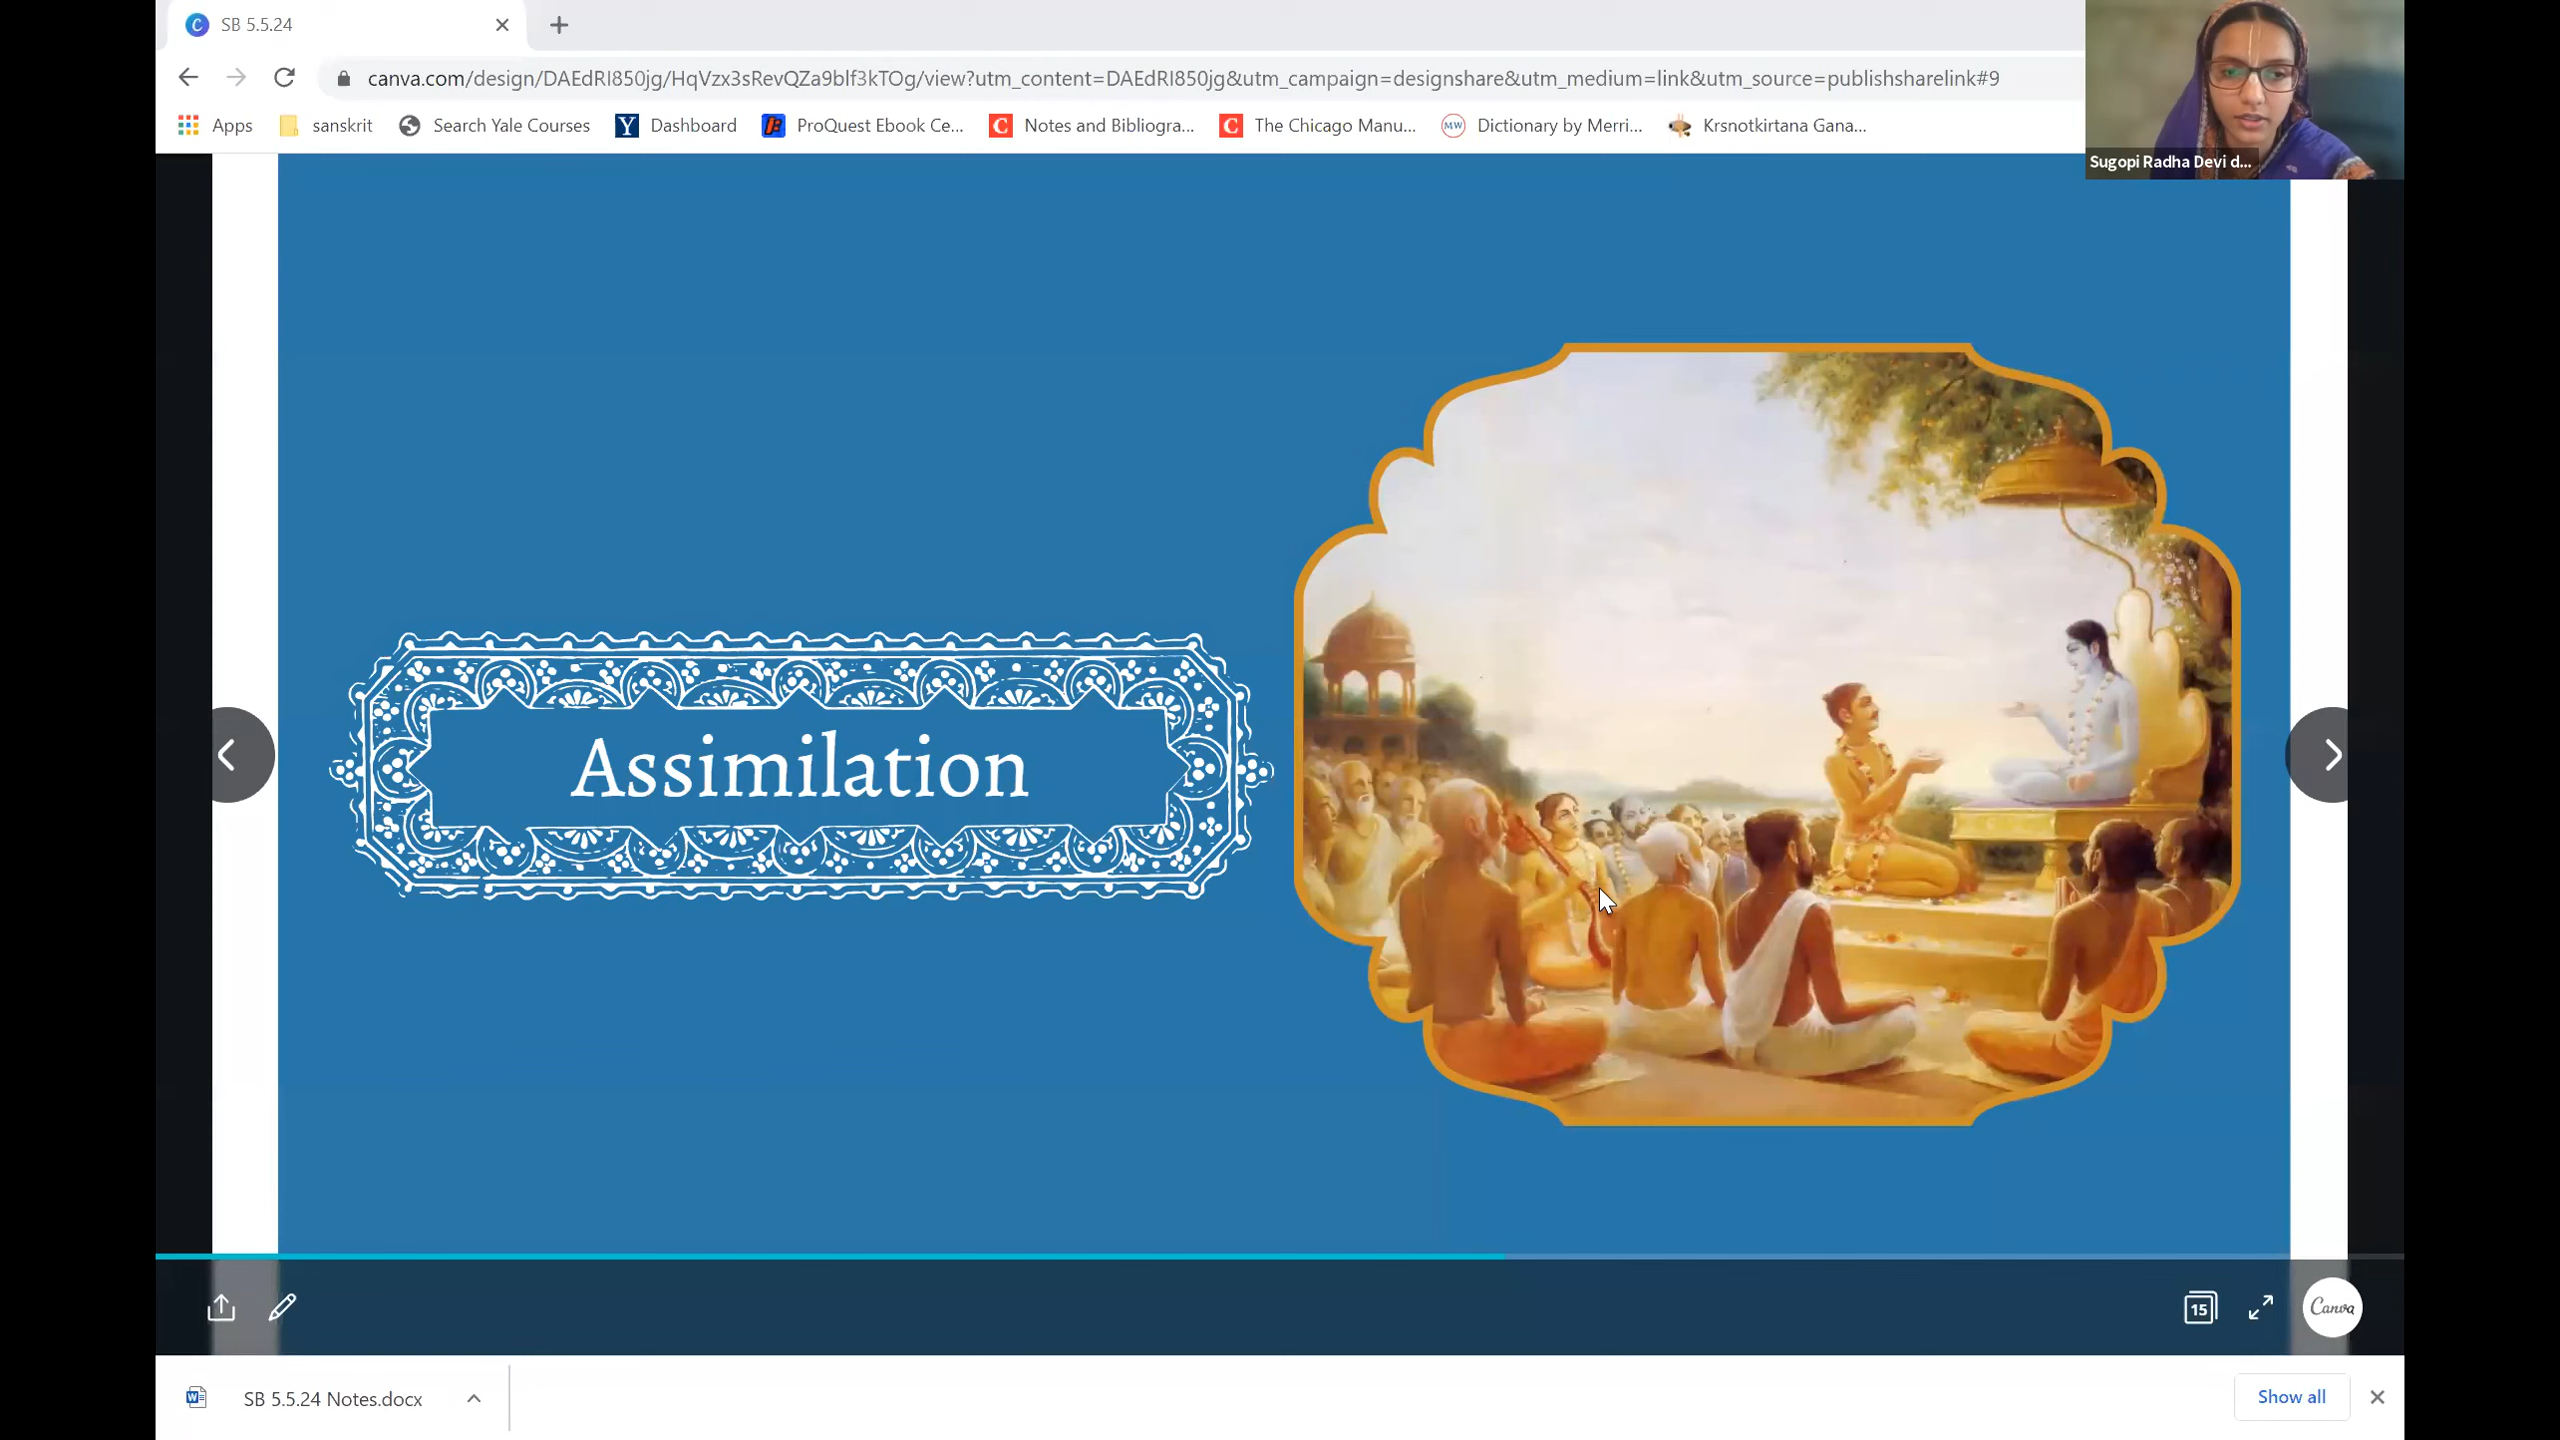 SB 5.5.24
canva.com/design/DAEdRI850jg/HqVzx3sRevQZa9blf3kTOg/view?utm_content=DAEdRI850jg&utm_campaign=designshare&utm_medium=link&utm_source=publishsharelink#9
Apps sanskrit Search Yale Courses Dashboard ProQuest Ebook Ce... Notes and Bibliogra... The Chicago Manu... Dictionary by Merri... Krsnotkirtana Gana...
Sugopi Radha Devi d...
Assimilation
15
Canva
SB 5.5.24 Notes.docx
Show all